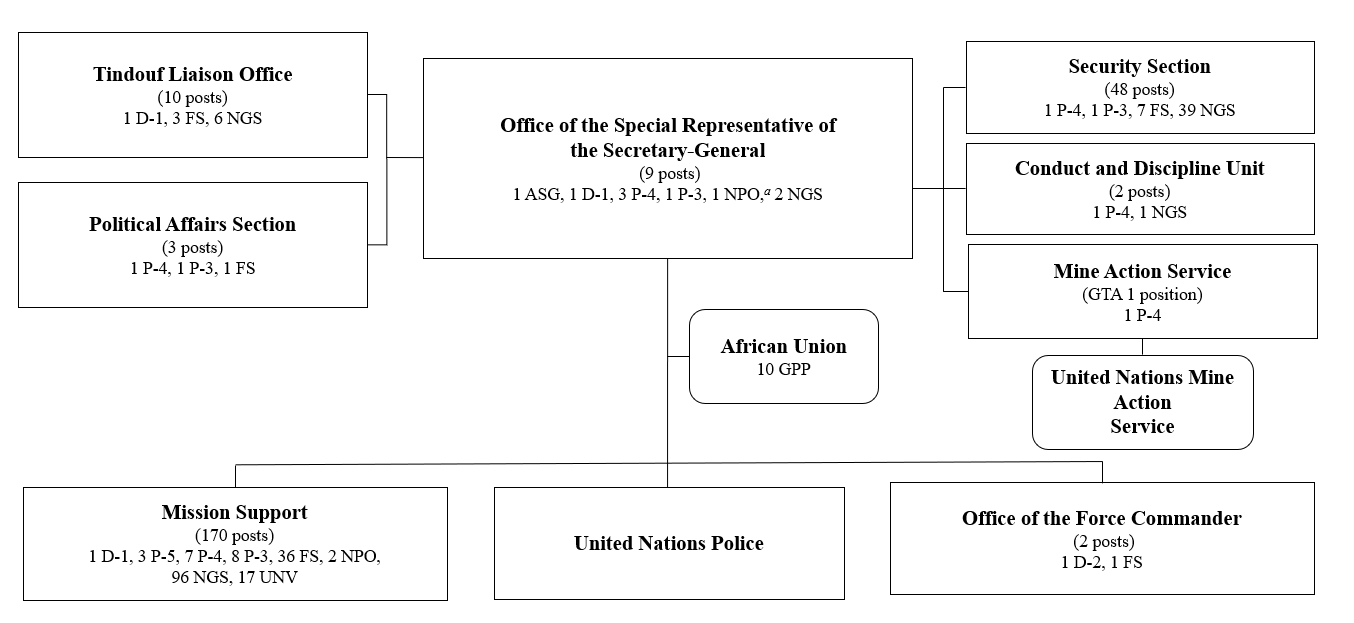 Tindouf Liaison Office
(10 posts)
1 D-1, 3 FS, 6 NGS
Political Affairs Section
(3 posts)
1 P-4, 1 P-3, 1 FS
Office of the Special Representative of
the Secretary-General
(9 posts)
1 ASG, 1 D-1, 3 P-4, 1 P-3, 1 NPO,ᵃ 2 NGS
Security Section
(48 posts)
1 P-4, 1 P-3, 7 FS, 39 NGS
Conduct and Discipline Unit
(2 posts)
1 P-4, 1 NGS
Mine Action Service
(GTA 1 position)
1 P-4
United Nations Mine
Action
Service
African Union
10 GPP
Mission Support
(170 posts)
1 D-1, 3 P-5, 7 P-4, 8 P-3, 36 FS, 2 NPO,
96 NGS, 17 UNV
United Nations Police
Office of the Force Commander
(2 posts)
1 D-2, 1 FS